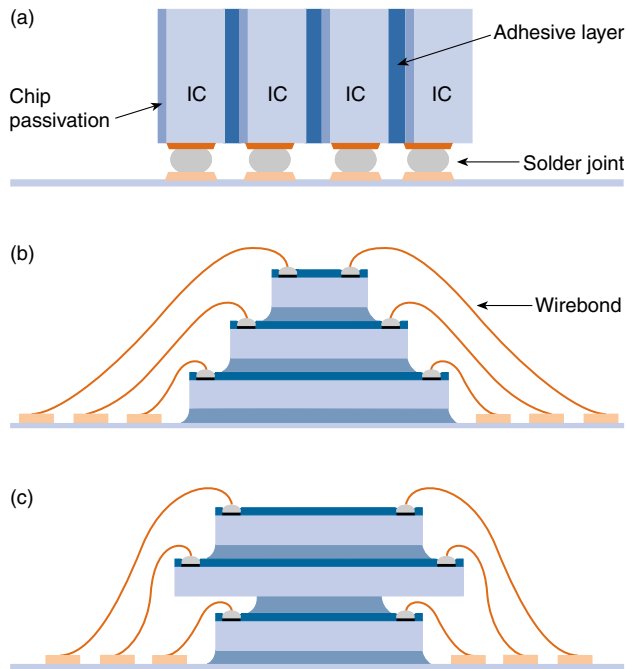 (a)
Adhesive layer
IC IC IC IC
Chip
passivation
Solder joint
(b)
Wirebond
(c)